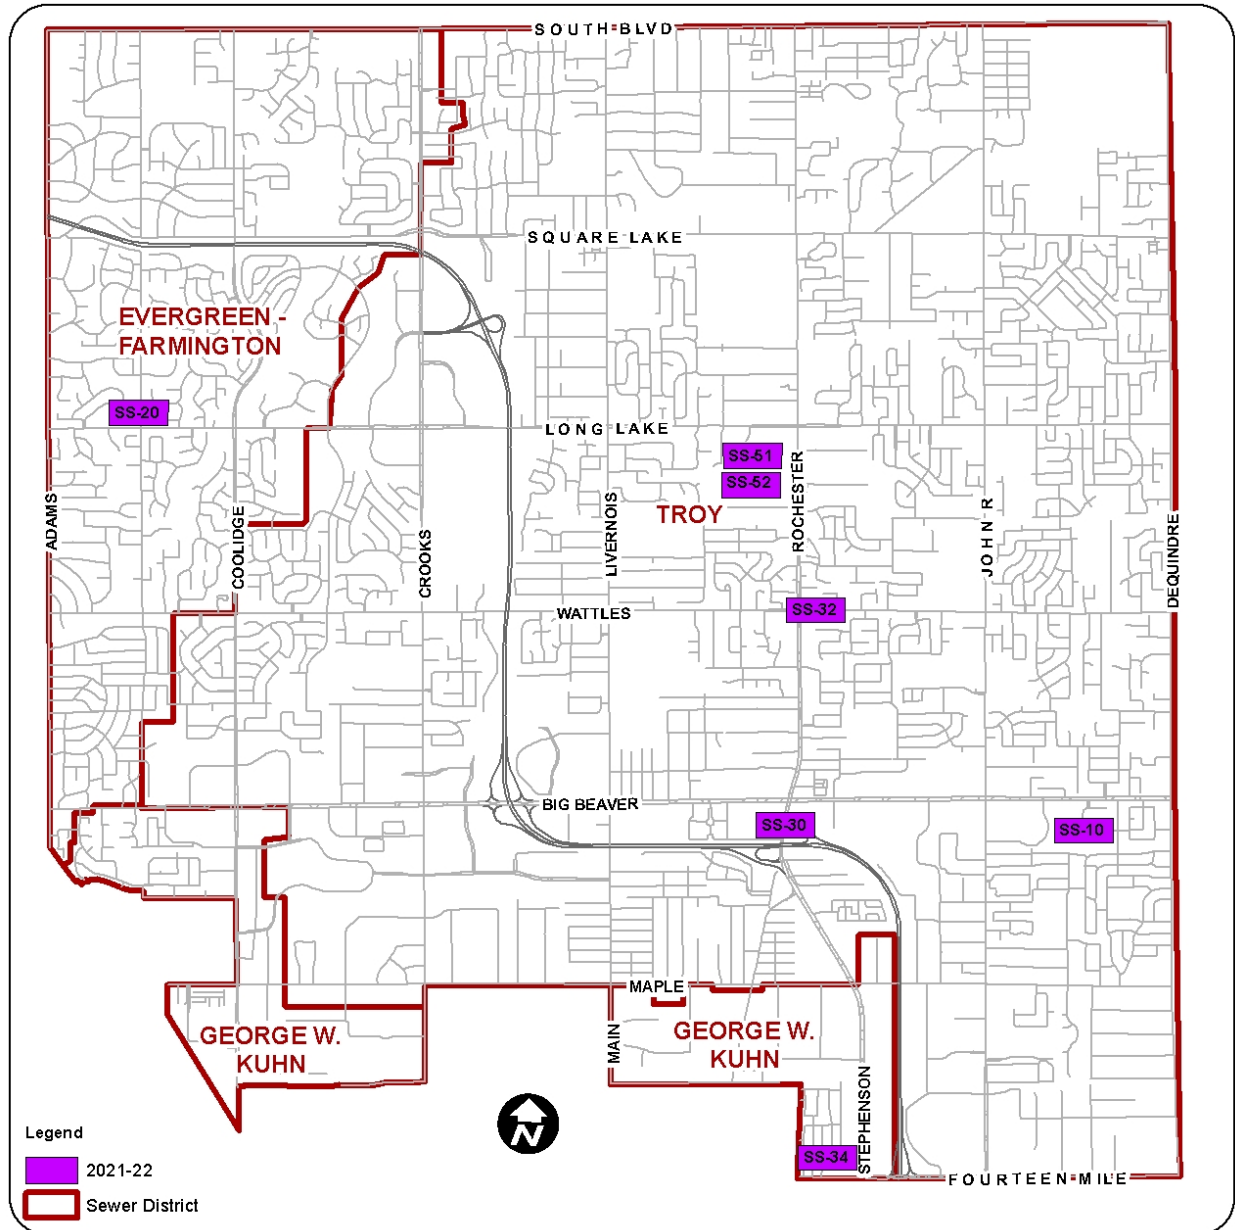 SOUTH BLVD
SQUARE LAKE
EVERGREEN -
FARMINGTON
SS-20
LONG LAKE
SS-51
SS-52
TROY
ADAMS
COOLIDGE
CROOKS
LIVERNOIS
ROCHESTER
JOHN R
DEQUINDRE
WATTLES
SS-32
BIG BEAVER
SS-30
SS-10
MAPLE
GEORGE W.
KUHN
MAIN
GEORGE W.
KUHN
STEPHENSON
N
SS-34
FOURTEEN MILE
Legend
2021-22
Sewer District